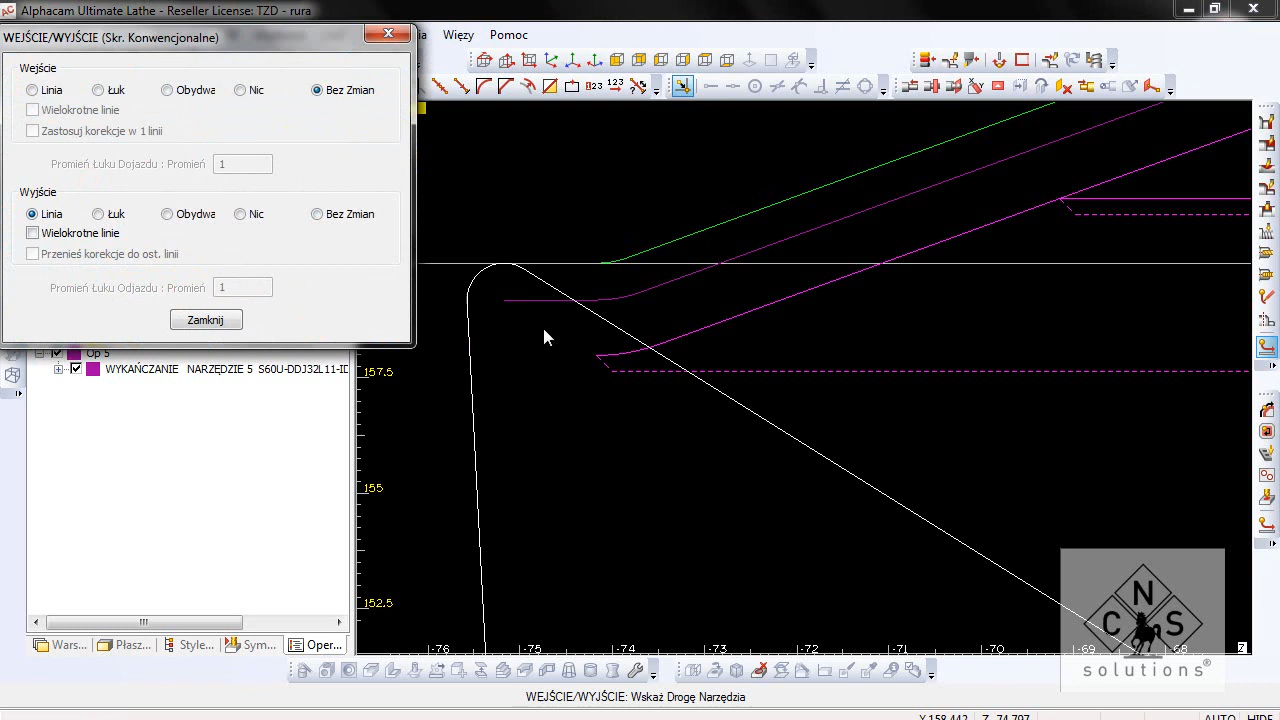 Alphacam Ultimate Lathe - Reseller License: TZD - rura
WEJŚCIE/WYJŚCIE (Skr. Konwencjonalne)
Więzy Pomoc
Wejście
Linia Łuk Obydwa Nic Bez Zmian
Wielokrotne linie
Zastosuj korekcje w 1 linii
Promień Łuku Dojazdu : Promień 1
Wyjście
Linia Łuk Obydwa Nic Bez Zmian
Wielokrotne linie
Przenieś korekcje do ost. linii
Promień Łuku Odjazdu : Promień 1
Zamknij
Op 5
WYKAŃCZANIE NARZĘDZIE 5 S60U-DDJ32L11-ID
157.5
155
152.5
-76 -75 -74 -73 -72 -71 -70 -69 -68
Z
N
C S
solutions®
Wars... Płasz... Style... Sym... Oper...
WEJŚCIE/WYJŚCIE: Wskaż Drogę Narzędzia
Y 158.442 Z -74.797 AUTO